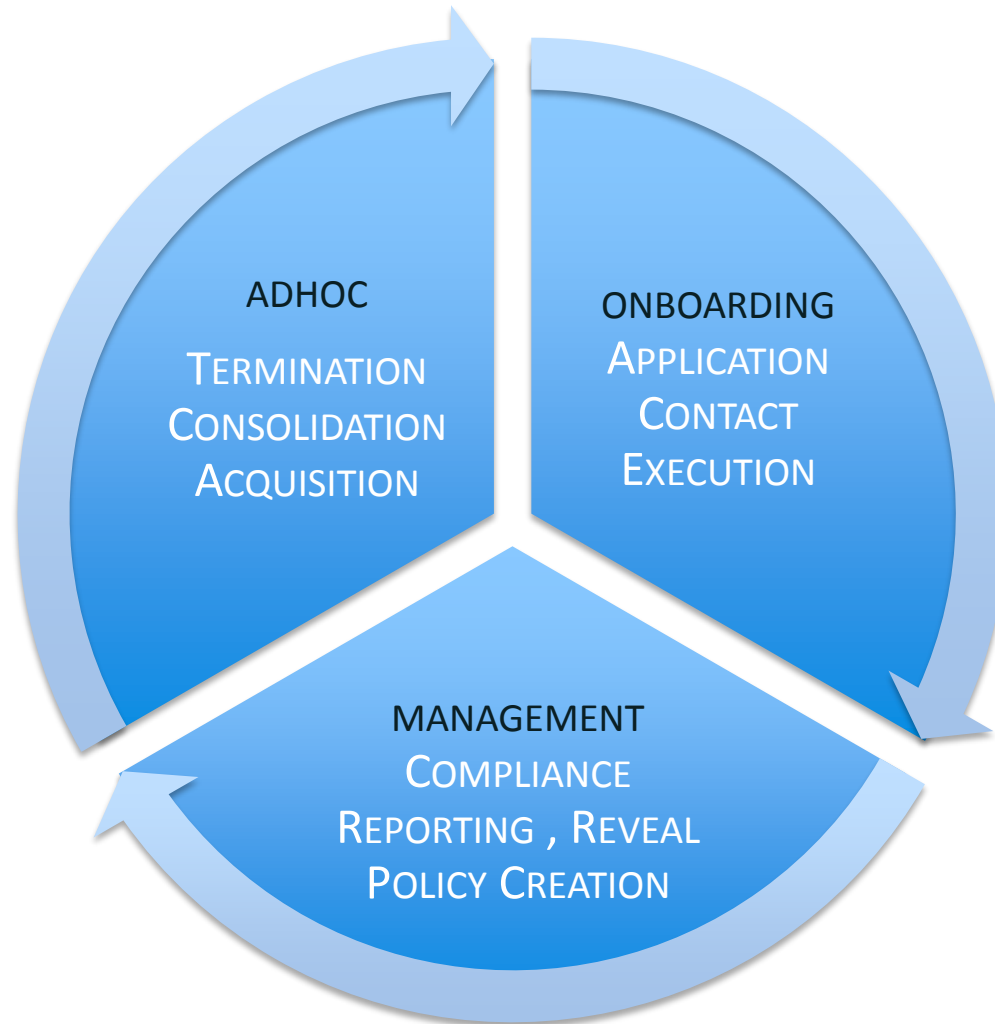 ADHOC
TERMINATION
CONSOLIDATION
ACQUISITION
ONBOARDING
APPLICATION
CONTACT
EXECUTION
MANAGEMENT
COMPLIANCE
REPORTING , REVEAL
POLICY CREATION